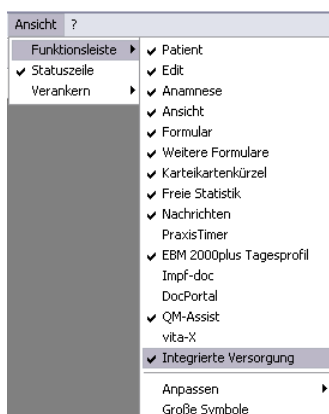 Ansicht ?
Funktionsleiste
Statuszeile
Verankern
Patient
Edit
Anamnese
Ansicht
Formular
Weitere Formulare
Karteikartenkürzel
Freie Statistik
Nachrichten
PraxisTimer
EBM 2000plus Tagesprofil
Impf-doc
DocPortal
QM-Assist
vita-X
Integrierte Versorgung
Anpassen
Große Symbole